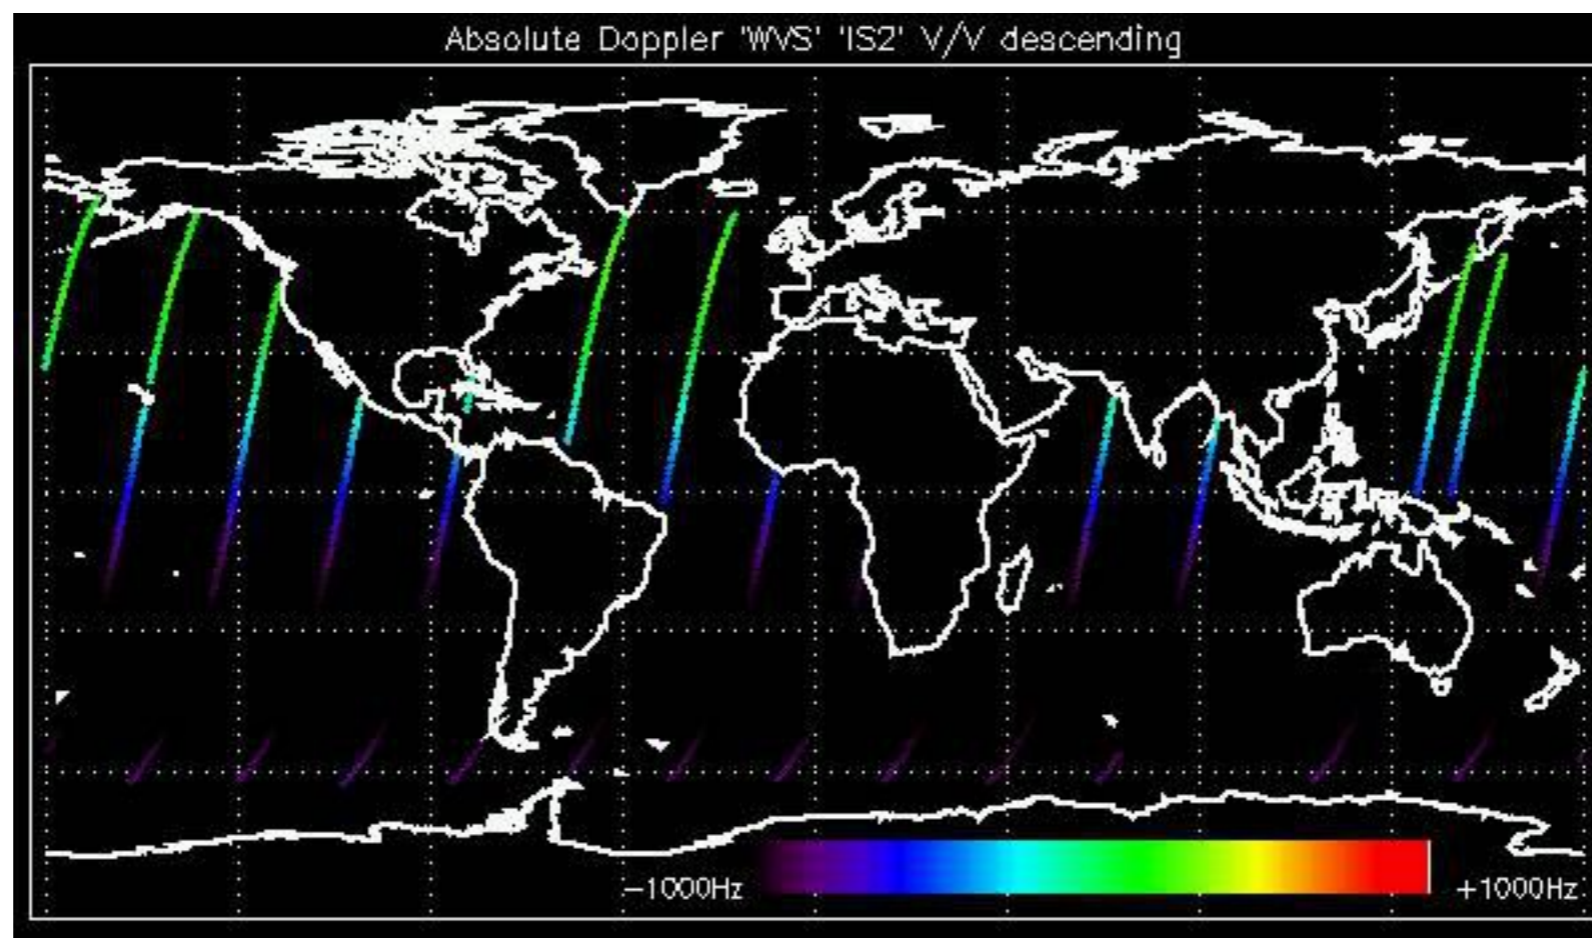 Absolute Doppler 'WVS' 'IS2' V/V descending
-1000Hz +1000Hz